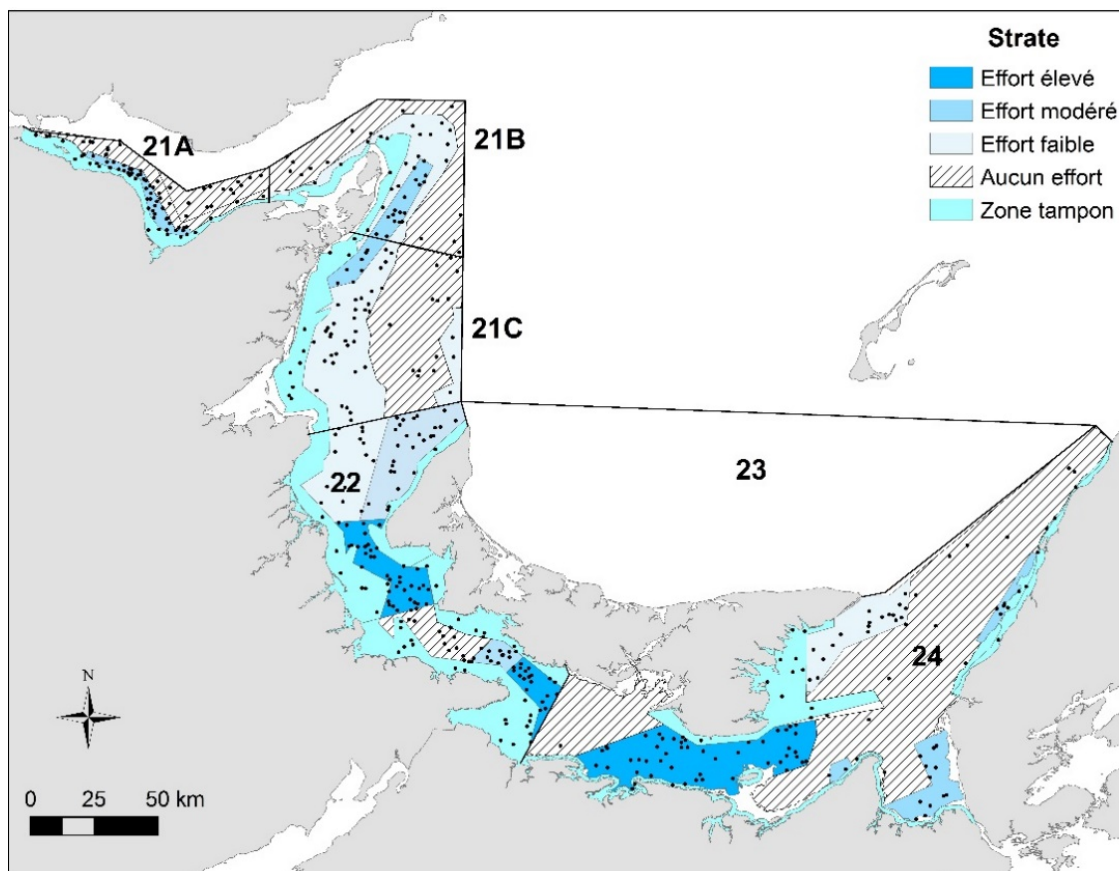 Strate
Effort élevé
Effort modéré
Effort faible
Aucun effort
Zone tampon
21A
21B
21C
23
22
24
N
0 25 50 km